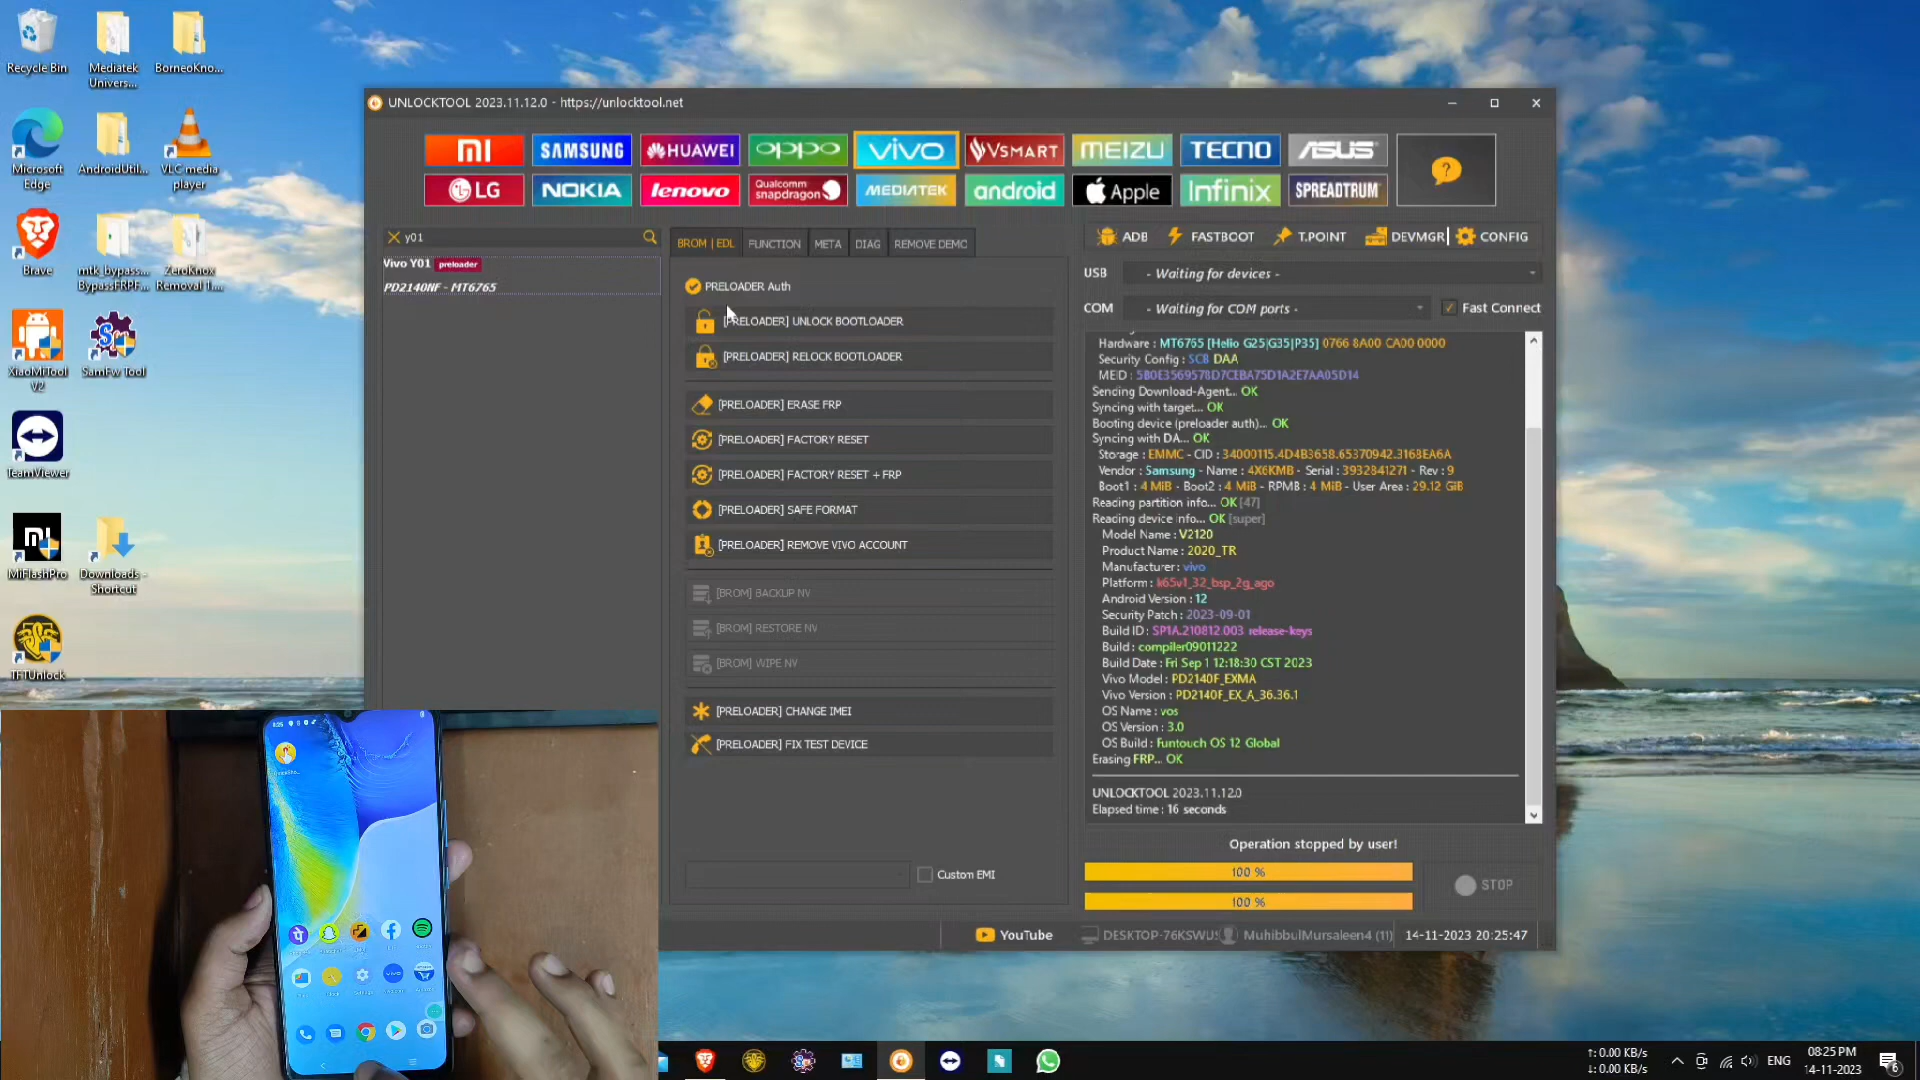 Recycle Bin
Mediatek Univers...
BorneoKno...
Microsoft Edge
AndroidUtil...
VLC media player
Brave
mtk_bypass... BypassFRPF...
ZeroKnox Removal 1....
XiaoMiTool V2
SamFw Tool
TeamViewer
MiFlashPro
Downloads - Shortcut
TFTUnlock
UNLOCKTOOL 2023.11.12.0 - https://unlocktool.net
mi SAMSUNG HUAWEI oppo vivo VSMART MEIZU TECNO ASUS ?
LG NOKIA lenovo Qualcomm snapdragon MEDIATEK android Apple Infinix SPREADTRUM
y01
Vivo Y01 preloader
PD2140NF - MT6765
BROM | EDL FUNCTION META DIAG REMOVE DEMO
PRELOADER Auth
[PRELOADER] UNLOCK BOOTLOADER
[PRELOADER] RELOCK BOOTLOADER
[PRELOADER] ERASE FRP
[PRELOADER] FACTORY RESET
[PRELOADER] FACTORY RESET + FRP
[PRELOADER] SAFE FORMAT
[PRELOADER] REMOVE VIVO ACCOUNT
[BROM] BACKUP NV
[BROM] RESTORE NV
[BROM] WIPE NV
[PRELOADER] CHANGE IMEI
[PRELOADER] FIX TEST DEVICE
Custom EMI
ADB FASTBOOT T.POINT DEVMGR CONFIG
USB - Waiting for devices -
COM - Waiting for COM ports - Fast Connect
Hardware : MT6765 [Helio G25|G35|P35] 0766 8A00 CA00 0000
Security Config : SCB DAA
MEID : 5B0E3569578D7CEBA75D1A2E7AA05D14
Sending Download-Agent... OK
Syncing with target... OK
Booting device (preloader auth)... OK
Syncing with DA... OK
Storage : EMMC - CID : 34000115.4D4B3658.65370942.3168EA6A
Vendor : Samsung - Name : 4X6KMB - Serial : 3932841271 - Rev : 9
Boot1 : 4 MiB - Boot2 : 4 MiB - RPMB : 4 MiB - User Area : 29.12 GiB
Reading partition info... OK [47]
Reading device info... OK [super]
Model Name : V2120
Product Name : 2020_TR
Manufacturer : vivo
Platform : k65v1_32_bsp_2g_ago
Android Version : 12
Security Patch : 2023-09-01
Build ID : SP1A.210812.003 release-keys
Build : compiler09011222
Build Date : Fri Sep 1 12:18:30 CST 2023
Vivo Model : PD2140F_EXMA
Vivo Version : PD2140F_EX_A_36.36.1
OS Name : vos
OS Version : 3.0
OS Build : Funtouch OS 12 Global
Erasing FRP... OK
UNLOCKTOOL 2023.11.12.0
Elapsed time : 16 seconds
Operation stopped by user!
100 %
100 %
STOP
YouTube DESKTOP-76KSWUS MuhibbulMursaleen4 (11) 14-11-2023 20:25:47
↑: 0.00 KB/s
↓: 0.00 KB/s
ENG
08:25 PM
14-11-2023
6